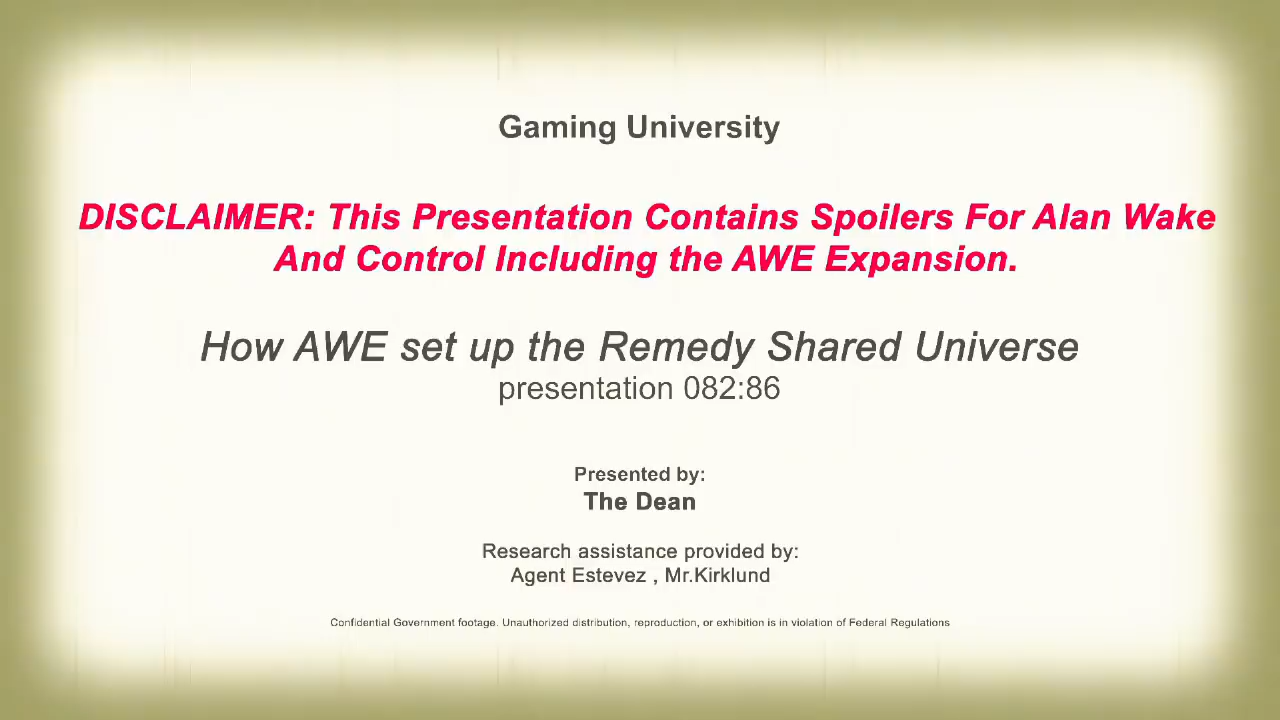 Gaming University
DISCLAIMER: This Presentation Contains Spoilers For Alan Wake
And Control Including the AWE Expansion.
How AWE set up the Remedy Shared Universe
presentation 082:86
Presented by:
The Dean
Research assistance provided by:
Agent Estevez , Mr.Kirklund
Confidential Government footage. Unauthorized distribution, reproduction, or exhibition is in violation of Federal Regulations